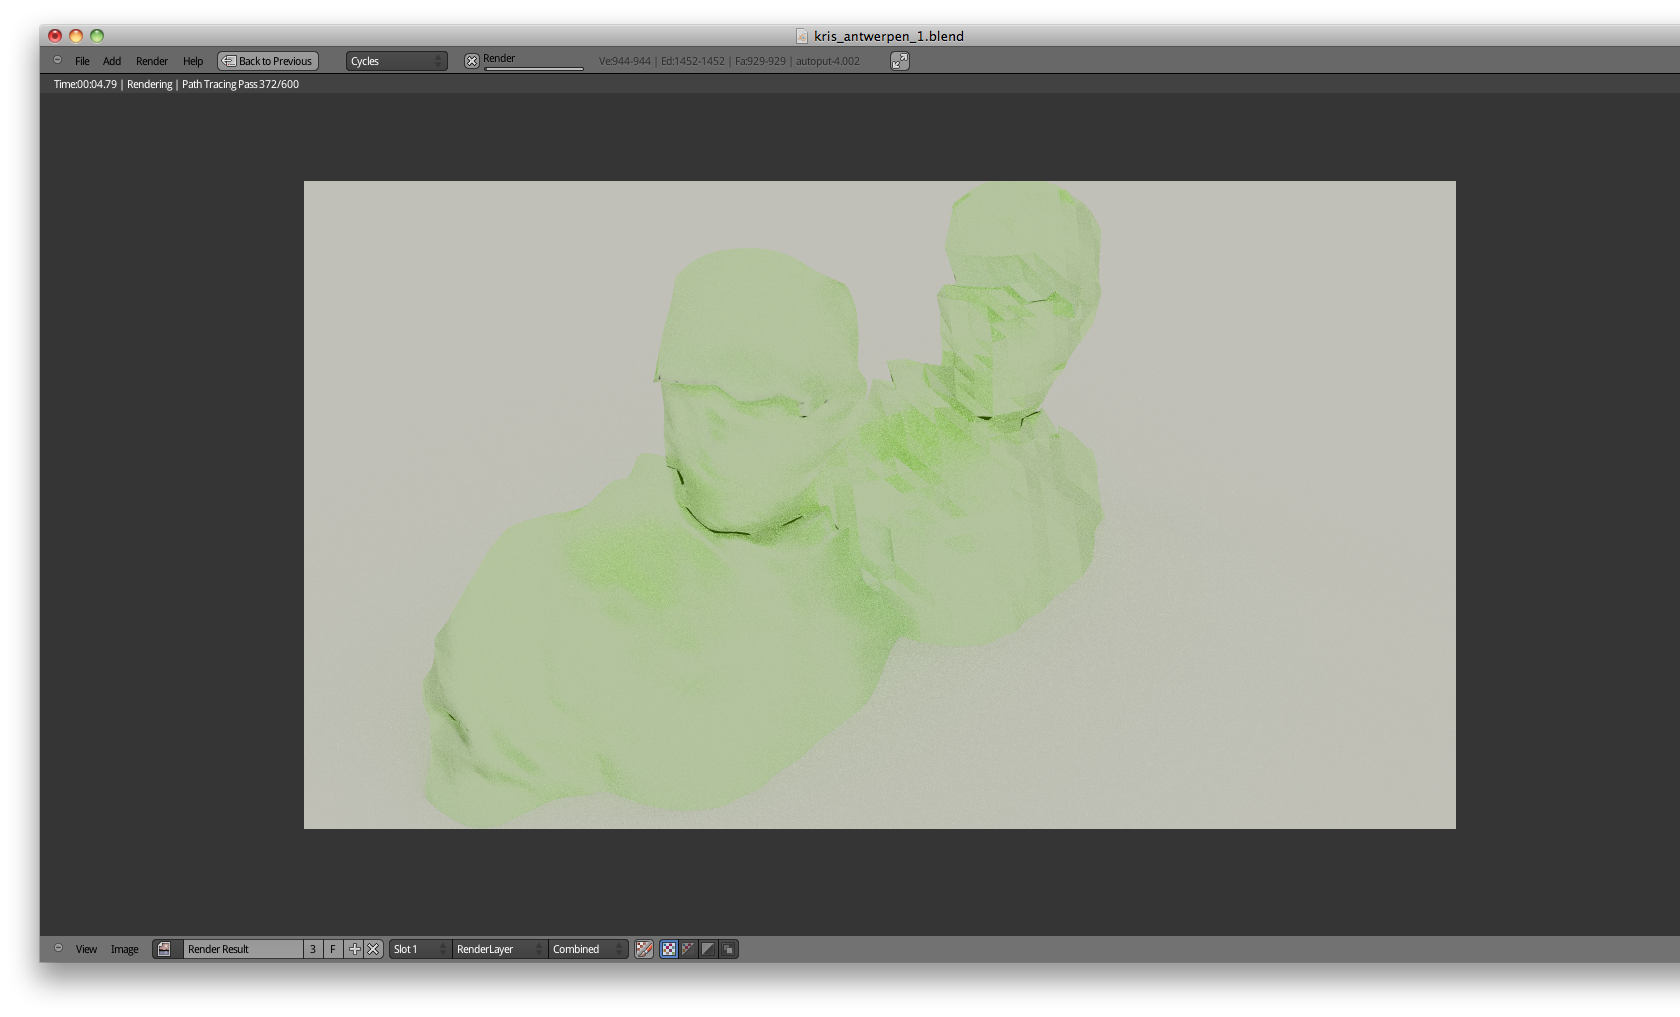 kris_antwerpen_1.blend
File Add Render Help Back to Previous Cycles Render Ve:944-944 | Ed:1452-1452 | Fa:929-929 | autoput-4.002
Time:00:04.79 | Rendering | Path Tracing Pass 372/600
View Image Render Result 3 F Slot 1 RenderLayer Combined